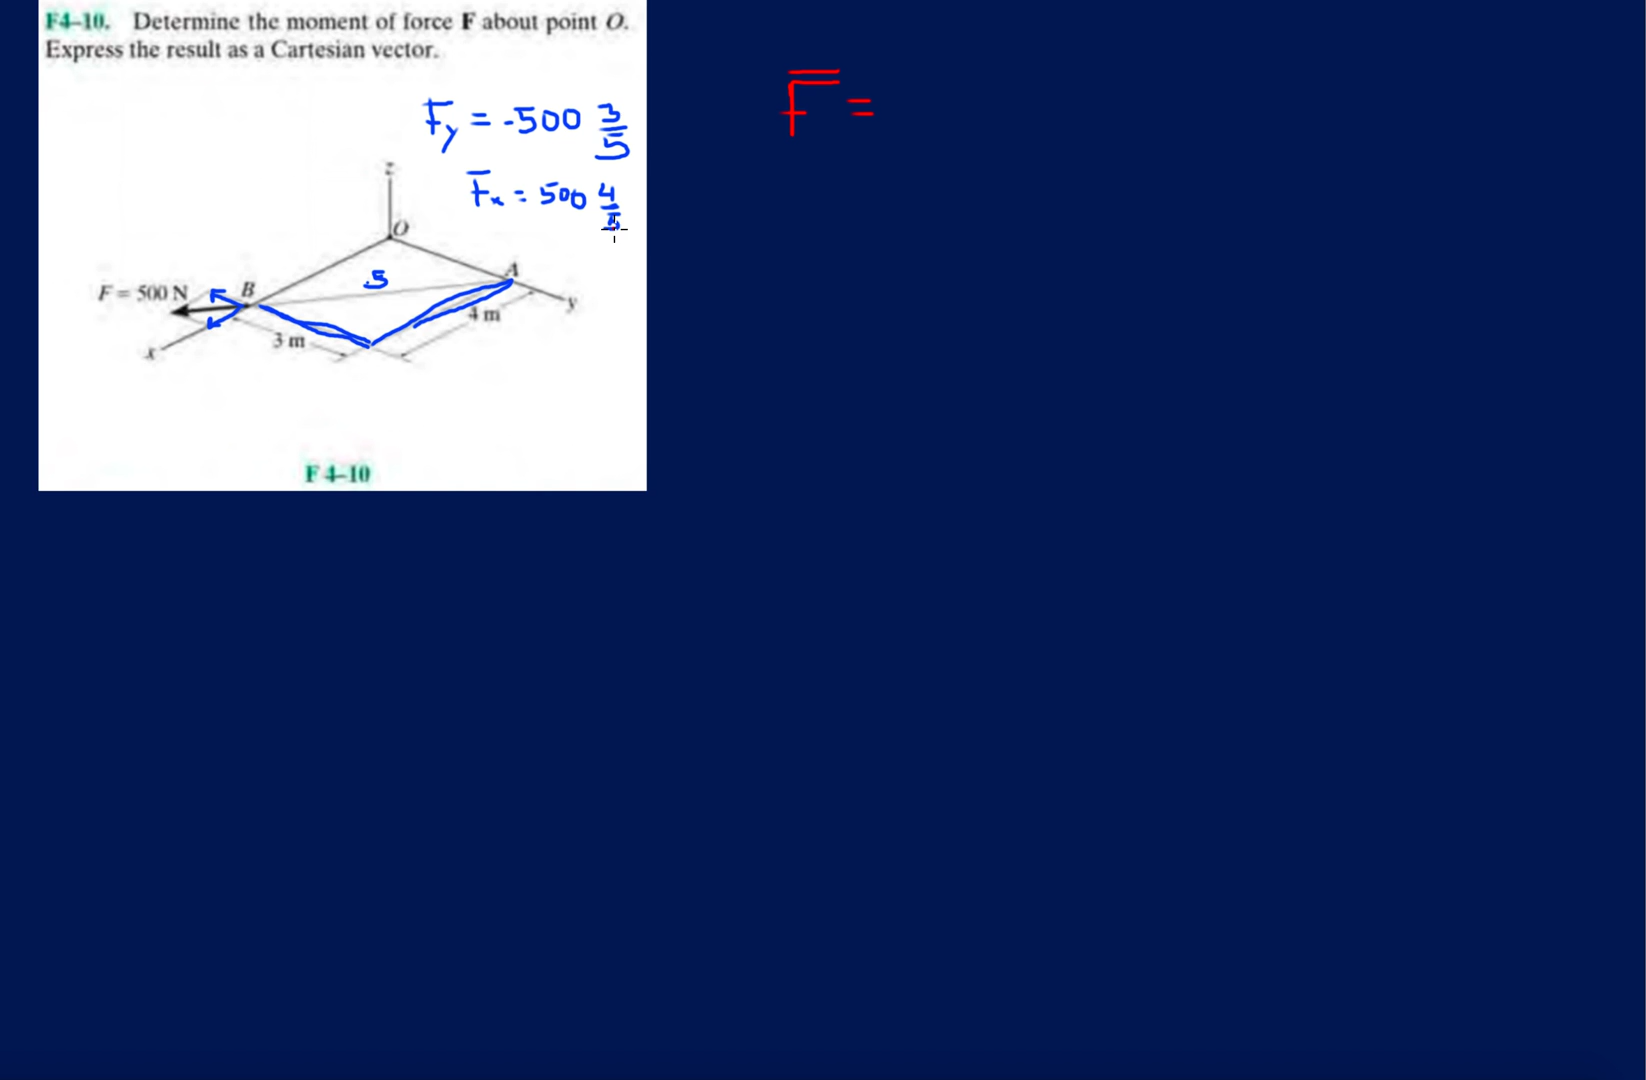 F4–10. Determine the moment of force F about point O.
Express the result as a Cartesian vector.
F̅ =
Fy = -500 3/5
Fx = 500 4/5
z
O
5
A
F = 500 N
B
y
4 m
3 m
x
F 4–10